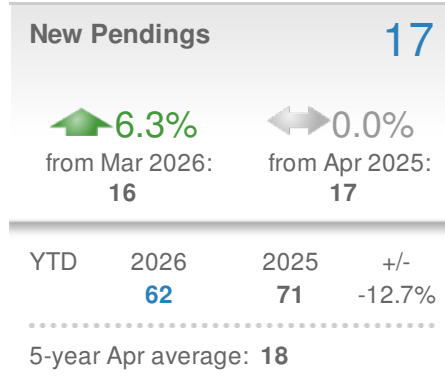 New Pendings 17
6.3% 0.0%
from Mar 2026: from Apr 2025:
16 17
YTD 2026 2025 +/-
62 71 -12.7%
5-year Apr average: 18